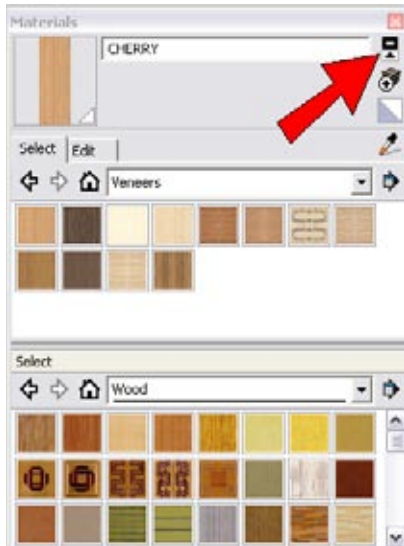 Materials
CHERRY
Select Edit
Veneers
Select
Wood